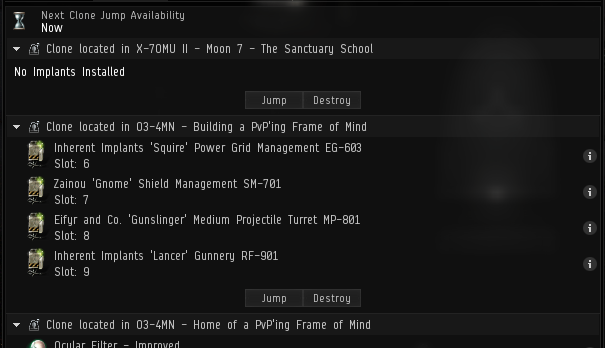 Next Clone Jump Availability
Now
Clone located in X-7OMU II - Moon 7 - The Sanctuary School
No Implants Installed
Jump Destroy
Clone located in O3-4MN - Building a PvP'ing Frame of Mind
Inherent Implants 'Squire' Power Grid Management EG-603
Slot: 6
Zainou 'Gnome' Shield Management SM-701
Slot: 7
Eifyr and Co. 'Gunslinger' Medium Projectile Turret MP-801
Slot: 8
Inherent Implants 'Lancer' Gunnery RF-901
Slot: 9
Jump Destroy
Clone located in O3-4MN - Home of a PvP'ing Frame of Mind
Ocular Filter - Improved